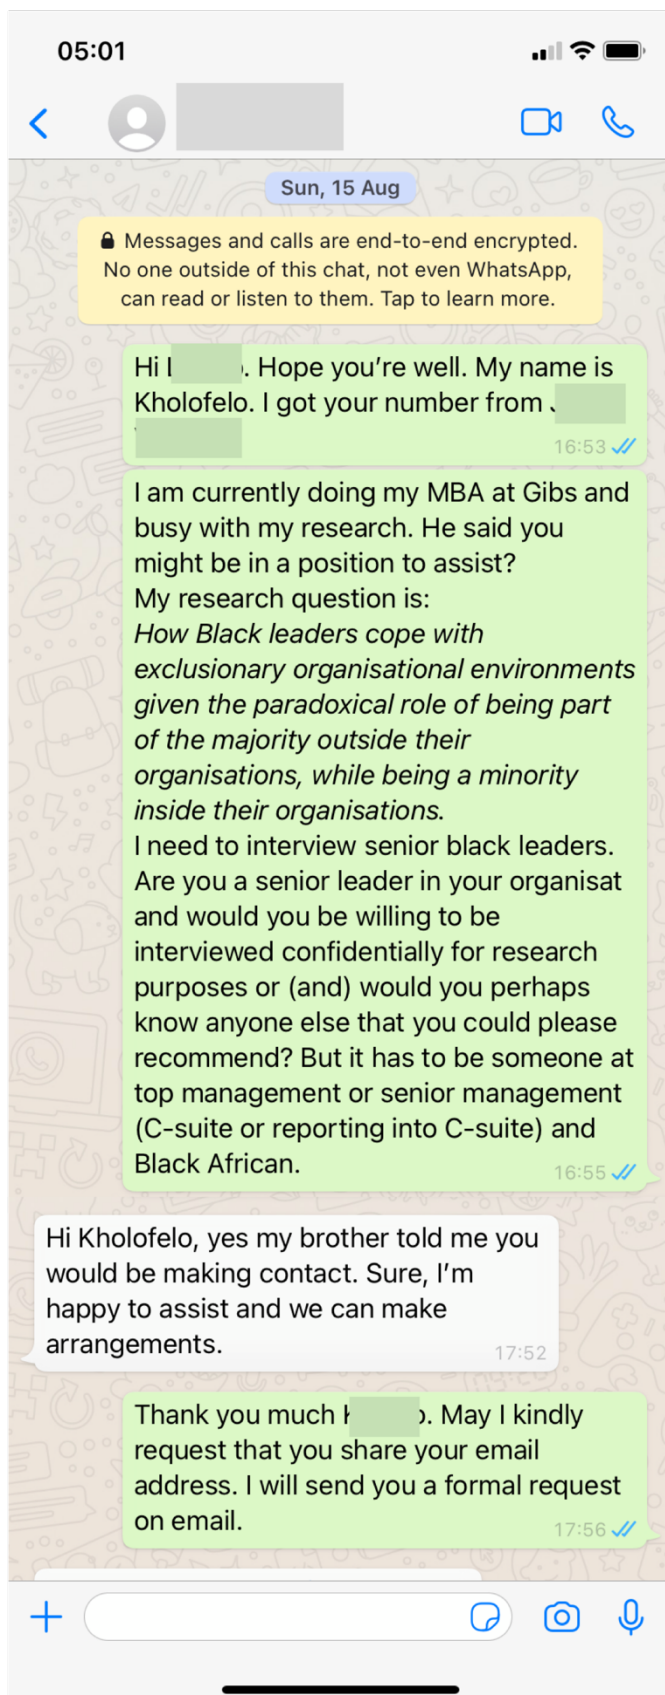 05:01
Sun, 15 Aug
Messages and calls are end-to-end encrypted.
No one outside of this chat, not even WhatsApp,
can read or listen to them. Tap to learn more.
Hi . Hope you’re well. My name is
Kholofelo. I got your number from
16:53
I am currently doing my MBA at Gibs and
busy with my research. He said you
might be in a position to assist?
My research question is:
How Black leaders cope with
exclusionary organisational environments
given the paradoxical role of being part
of the majority outside their
organisations, while being a minority
inside their organisations.
I need to interview senior black leaders.
Are you a senior leader in your organisat
and would you be willing to be
interviewed confidentially for research
purposes or (and) would you perhaps
know anyone else that you could please
recommend? But it has to be someone at
top management or senior management
(C-suite or reporting into C-suite) and
Black African.
16:55
Hi Kholofelo, yes my brother told me you
would be making contact. Sure, I’m
happy to assist and we can make
arrangements.
17:52
Thank you much . May I kindly
request that you share your email
address. I will send you a formal request
on email.
17:56